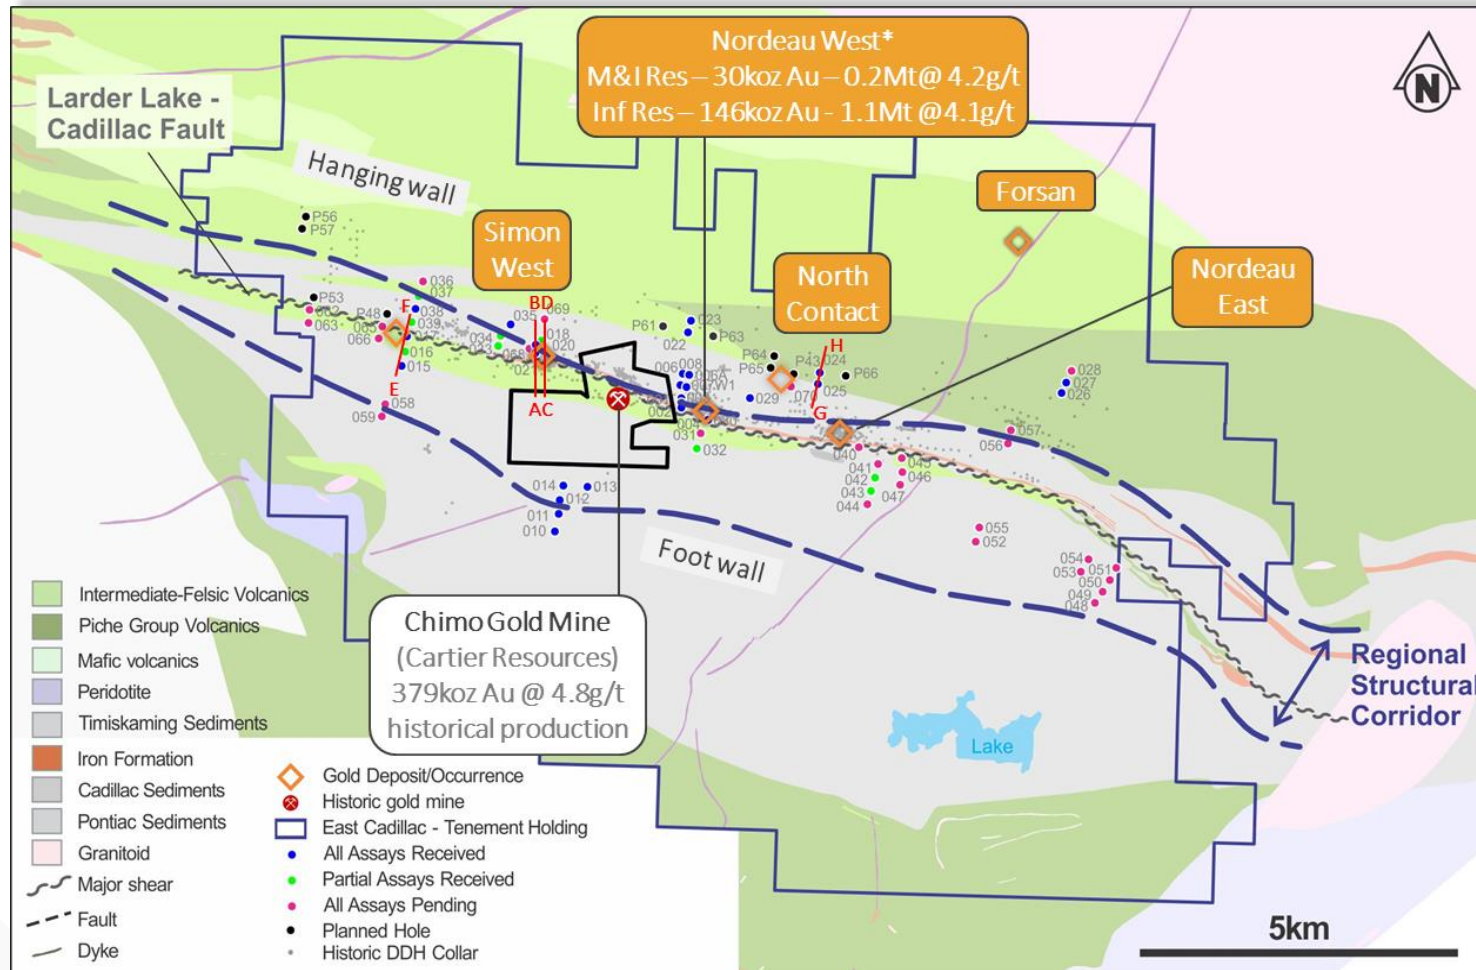 Nordeau West*
M&I Res – 30koz Au – 0.2Mt@ 4.2g/t
Inf Res – 146koz Au - 1.1Mt @4.1g/t
N
Larder Lake -
Cadillac Fault
Hanging wall
Forsan
Simon
West
North
Contact
Nordeau
East
P56
P57
036
037
P53
063
P48
F
038
039
066
016
015
E
058
059
035
BD
069
018
020
034
068
AC
P61
022
023
P63
008
006
P64
P65
P43
H
024
025
P66
029
G
028
027
026
057
056
031
032
040
041
042
043
044
045
046
047
014
013
012
011
010
055
052
054
053
051
050
049
048
Foot wall
Chimo Gold Mine
(Cartier Resources)
379koz Au @ 4.8g/t
historical production
Regional
Structural
Corridor
Lake
Intermediate-Felsic Volcanics
Piche Group Volcanics
Mafic volcanics
Peridotite
Timiskaming Sediments
Iron Formation
Cadillac Sediments
Pontiac Sediments
Granitoid
Major shear
Fault
Dyke
Gold Deposit/Occurrence
Historic gold mine
East Cadillac - Tenement Holding
All Assays Received
Partial Assays Received
All Assays Pending
Planned Hole
Historic DDH Collar
5km